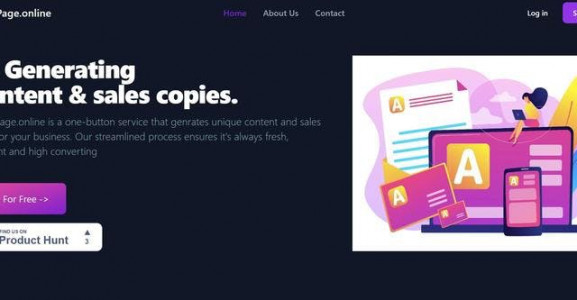 Page.online
Home About Us Contact
Log in
Generating
ntent & sales copies.
age.online is a one-button service that genrates unique content and sales
or your business. Our streamlined process ensures it's always fresh,
nt and high converting
For Free ->
FIND US ON
Product Hunt
3
A
A
A
A